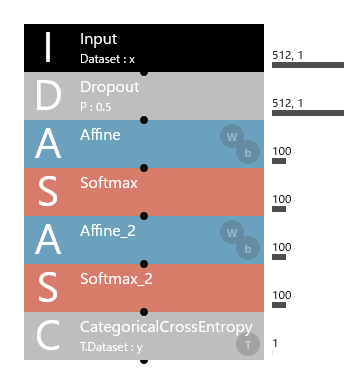 I Input 512, 1
Dataset : x
D Dropout 512, 1
P : 0.5
A Affine W b 100
S Softmax 100
A Affine_2 W b 100
S Softmax_2 100
C CategoricalCrossEntropy 1
T.Dataset : y T